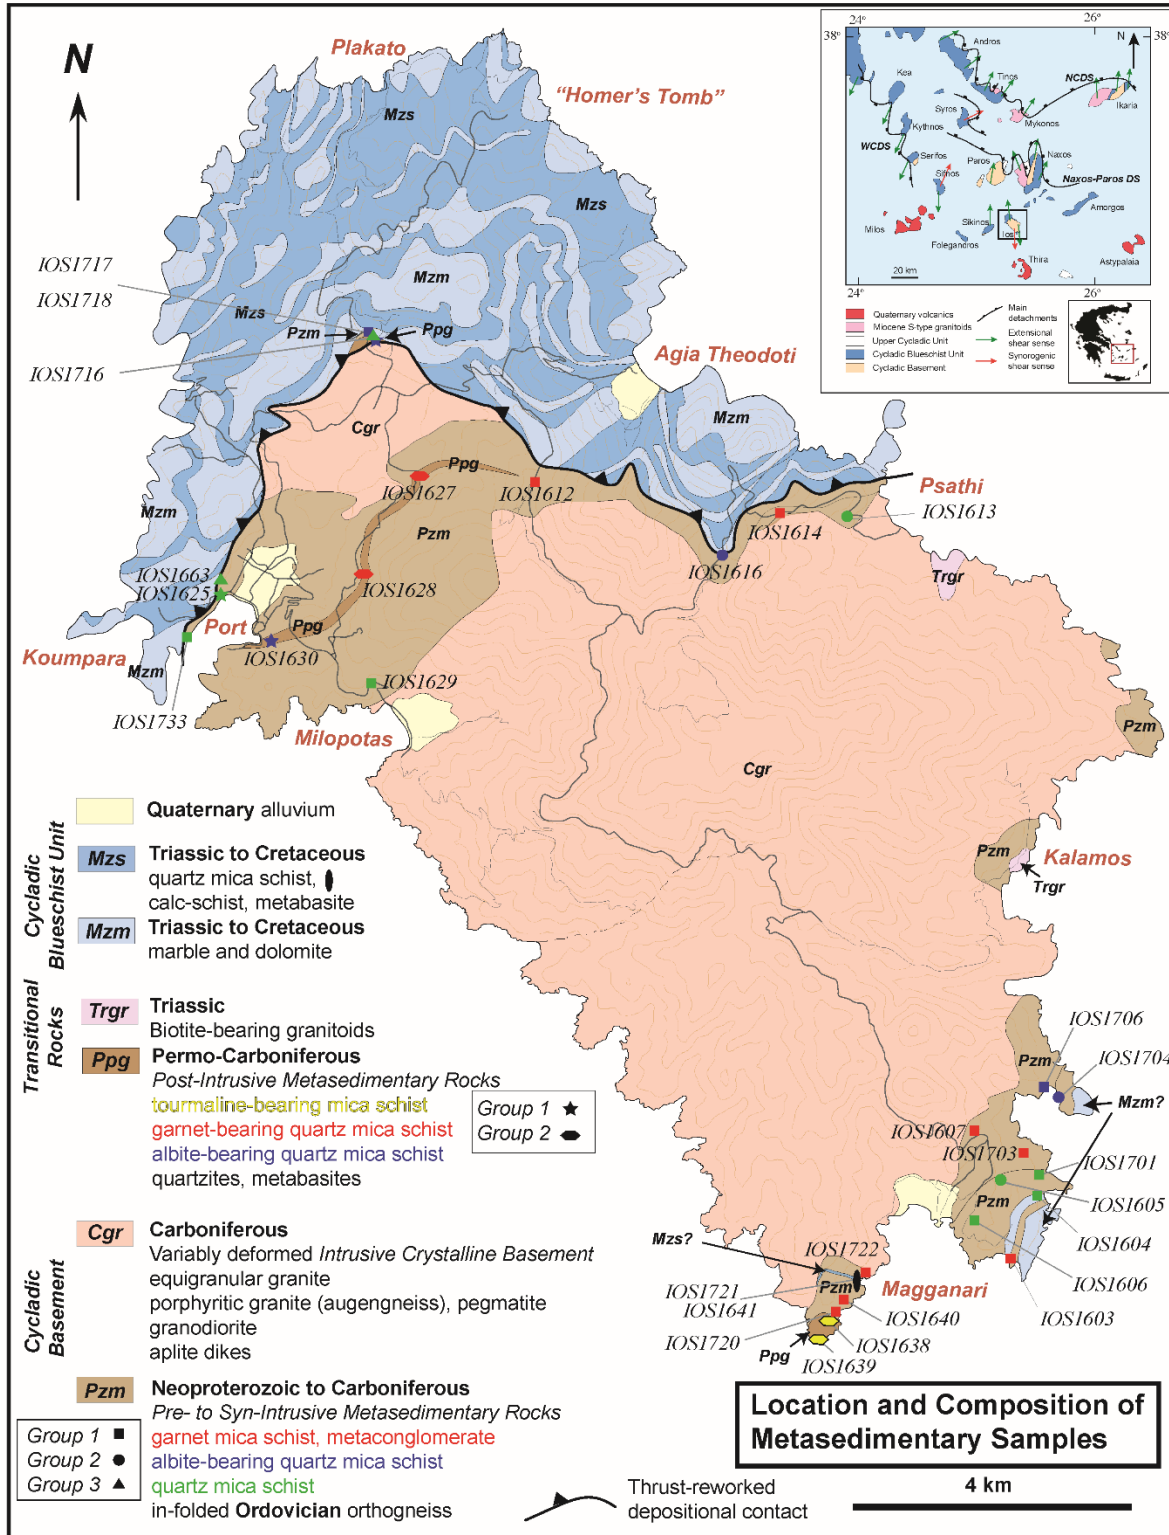 N
Plakato
"Homer's Tomb"
Mzs
Mzs
IOS1717
IOS1718
Mzm
Mzs
Pzm
Ppg
IOS1716
Agia Theodoti
Mzm
Cgr
Ppg
IOS1627
IOS1612
Psathi
Mzm
Pzm
IOS1614
IOS1613
IOS1663
IOS1625
IOS1628
IOS1616
Trgr
Port
Ppg
Koumpara
Mzm
IOS1630
IOS1629
IOS1733
Milopotas
Pzm
Cgr
Pzm
Kalamos
Trgr
IOS1706
Pzm
IOS1704
Mzm?
IOS1607
IOS1703
IOS1701
Pzm
IOS1605
IOS1604
Mzs?
IOS1722
IOS1606
IOS1721
Pzm
Magganari
IOS1641
IOS1640
IOS1603
IOS1720
IOS1638
Ppg
IOS1639
24°
26°
38°
38°
N
Andros
Kea
Tinos
NCDS
Ikaria
Syros
Mykonos
Kythnos
WCDS
Serifos
Paros
Naxos
Sifnos
Naxos-Paros DS
Amorgos
Milos
Sikinos
Ios
Folegandros
Thira
Astypalaia
20 km
24°
26°
Quaternary volcanics
Miocene S-type granitoids
Upper Cycladic Unit
Cycladic Blueschist Unit
Cycladic Basement
Main
detachments
Extensional
shear sense
Synorogenic
shear sense
Quaternary alluvium
Cycladic
Blueschist Unit
Mzs
Triassic to Cretaceous
quartz mica schist,
calc-schist, metabasite
Mzm
Triassic to Cretaceous
marble and dolomite
Transitional
Rocks
Trgr
Triassic
Biotite-bearing granitoids
Ppg
Permo-Carboniferous
Post-Intrusive Metasedimentary Rocks
tourmaline-bearing mica schist
garnet-bearing quartz mica schist
albite-bearing quartz mica schist
quartzites, metabasites
Group 1
Group 2
Cycladic
Basement
Cgr
Carboniferous
Variably deformed Intrusive Crystalline Basement
equigranular granite
porphyritic granite (augengneiss), pegmatite
granodiorite
aplite dikes
Pzm
Neoproterozoic to Carboniferous
Pre- to Syn-Intrusive Metasedimentary Rocks
garnet mica schist, metaconglomerate
albite-bearing quartz mica schist
quartz mica schist
in-folded Ordovician orthogneiss
Group 1
Group 2
Group 3
Thrust-reworked
depositional contact
Location and Composition of
Metasedimentary Samples
4 km